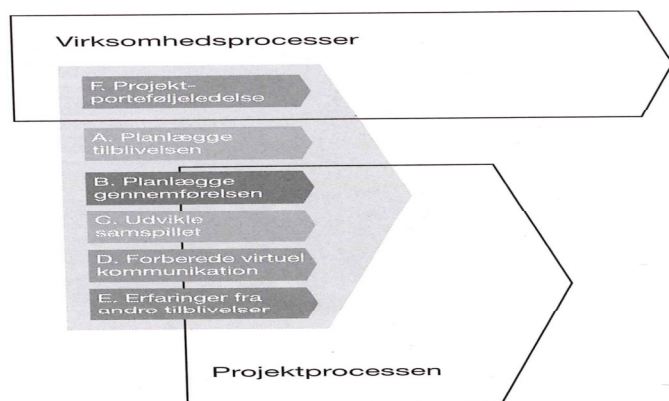 Virksomhedsprocesser
F. Projekt-
porteføljeledelse
A. Planlægge
tilblivelsen
B. Planlægge
gennemførelsen
C. Udvikle
samspillet
D. Forberede virtuel
kommunikation
E. Erfaringer fra
andre tilblivelser
Projektprocessen